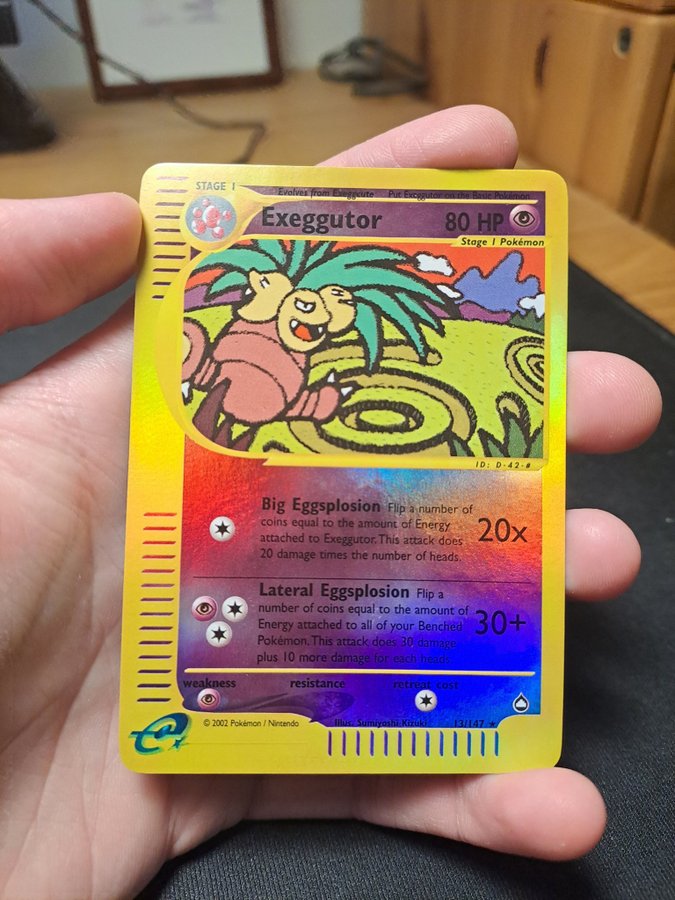 STAGE 1
Evolves from Exeggcute Put Exeggutor on the Basic Pokémon
Exeggutor 80 HP
Stage 1 Pokémon
ID: D-42-#
Big Eggsplosion Flip a number of
coins equal to the amount of Energy
attached to Exeggutor. This attack does
20 damage times the number of heads.
20x
Lateral Eggsplosion Flip a
number of coins equal to the amount of
Energy attached to all of your Benched
Pokémon. This attack does 30 damage
plus 10 more damage for each heads.
30+
weakness resistance retreat cost
© 2002 Pokémon / Nintendo Illus. Sumiyoshi Kizuki 13/147 ★
e